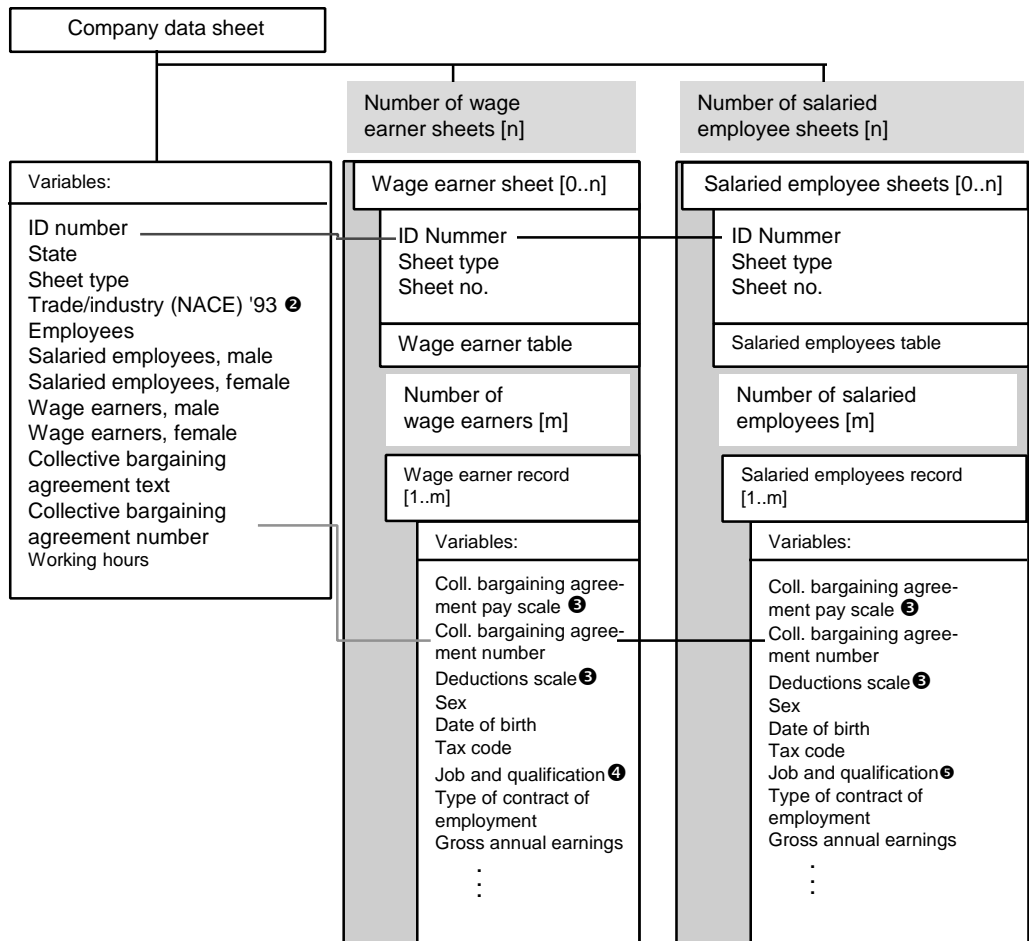 Company data sheet
Number of wage
earner sheets [n]
Number of salaried
employee sheets [n]
Variables:
ID number
State
Sheet type
Trade/industry (NACE) '93 ❷
Employees
Salaried employees, male
Salaried employees, female
Wage earners, male
Wage earners, female
Collective bargaining
agreement text
Collective bargaining
agreement number
Working hours
Wage earner sheet [0..n]
ID Nummer
Sheet type
Sheet no.
Wage earner table
Number of
wage earners [m]
Wage earner record
[1..m]
Variables:
Coll. bargaining agree-
ment pay scale ❸
Coll. bargaining agree-
ment number
Deductions scale❸
Sex
Date of birth
Tax code
Job and qualification❹
Type of contract of
employment
Gross annual earnings
Salaried employee sheets [0..n]
ID Nummer
Sheet type
Sheet no.
Salaried employees table
Number of salaried
employees [m]
Salaried employees record
[1..m]
Variables:
Coll. bargaining agree-
ment pay scale ❸
Coll. bargaining agree-
ment number
Deductions scale❸
Sex
Date of birth
Tax code
Job and qualification❺
Type of contract of
employment
Gross annual earnings